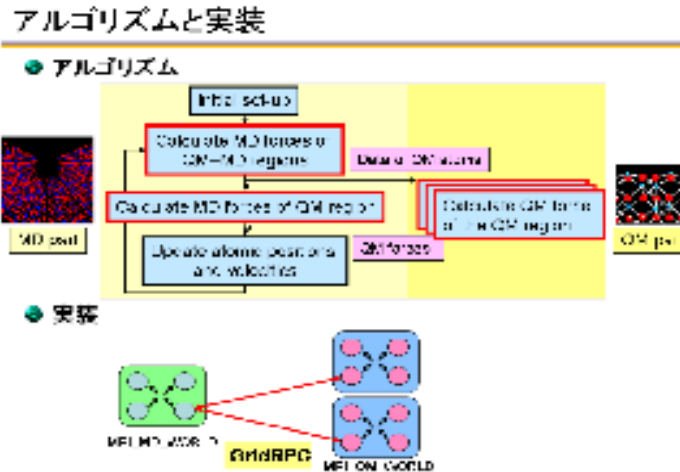 アルゴリズムと実装
アルゴリズム
Initial set-up
Calculate MD forces of
QM+MD regions
Data of QM atoms
Calculate MD forces of QM region
Calculate QM force
of the QM region
MD part
QM par
Update atomic positions
and velocities
QM forces
実装
MPI_MD_WORLD
GridRPC
MPI_QM_WORLD